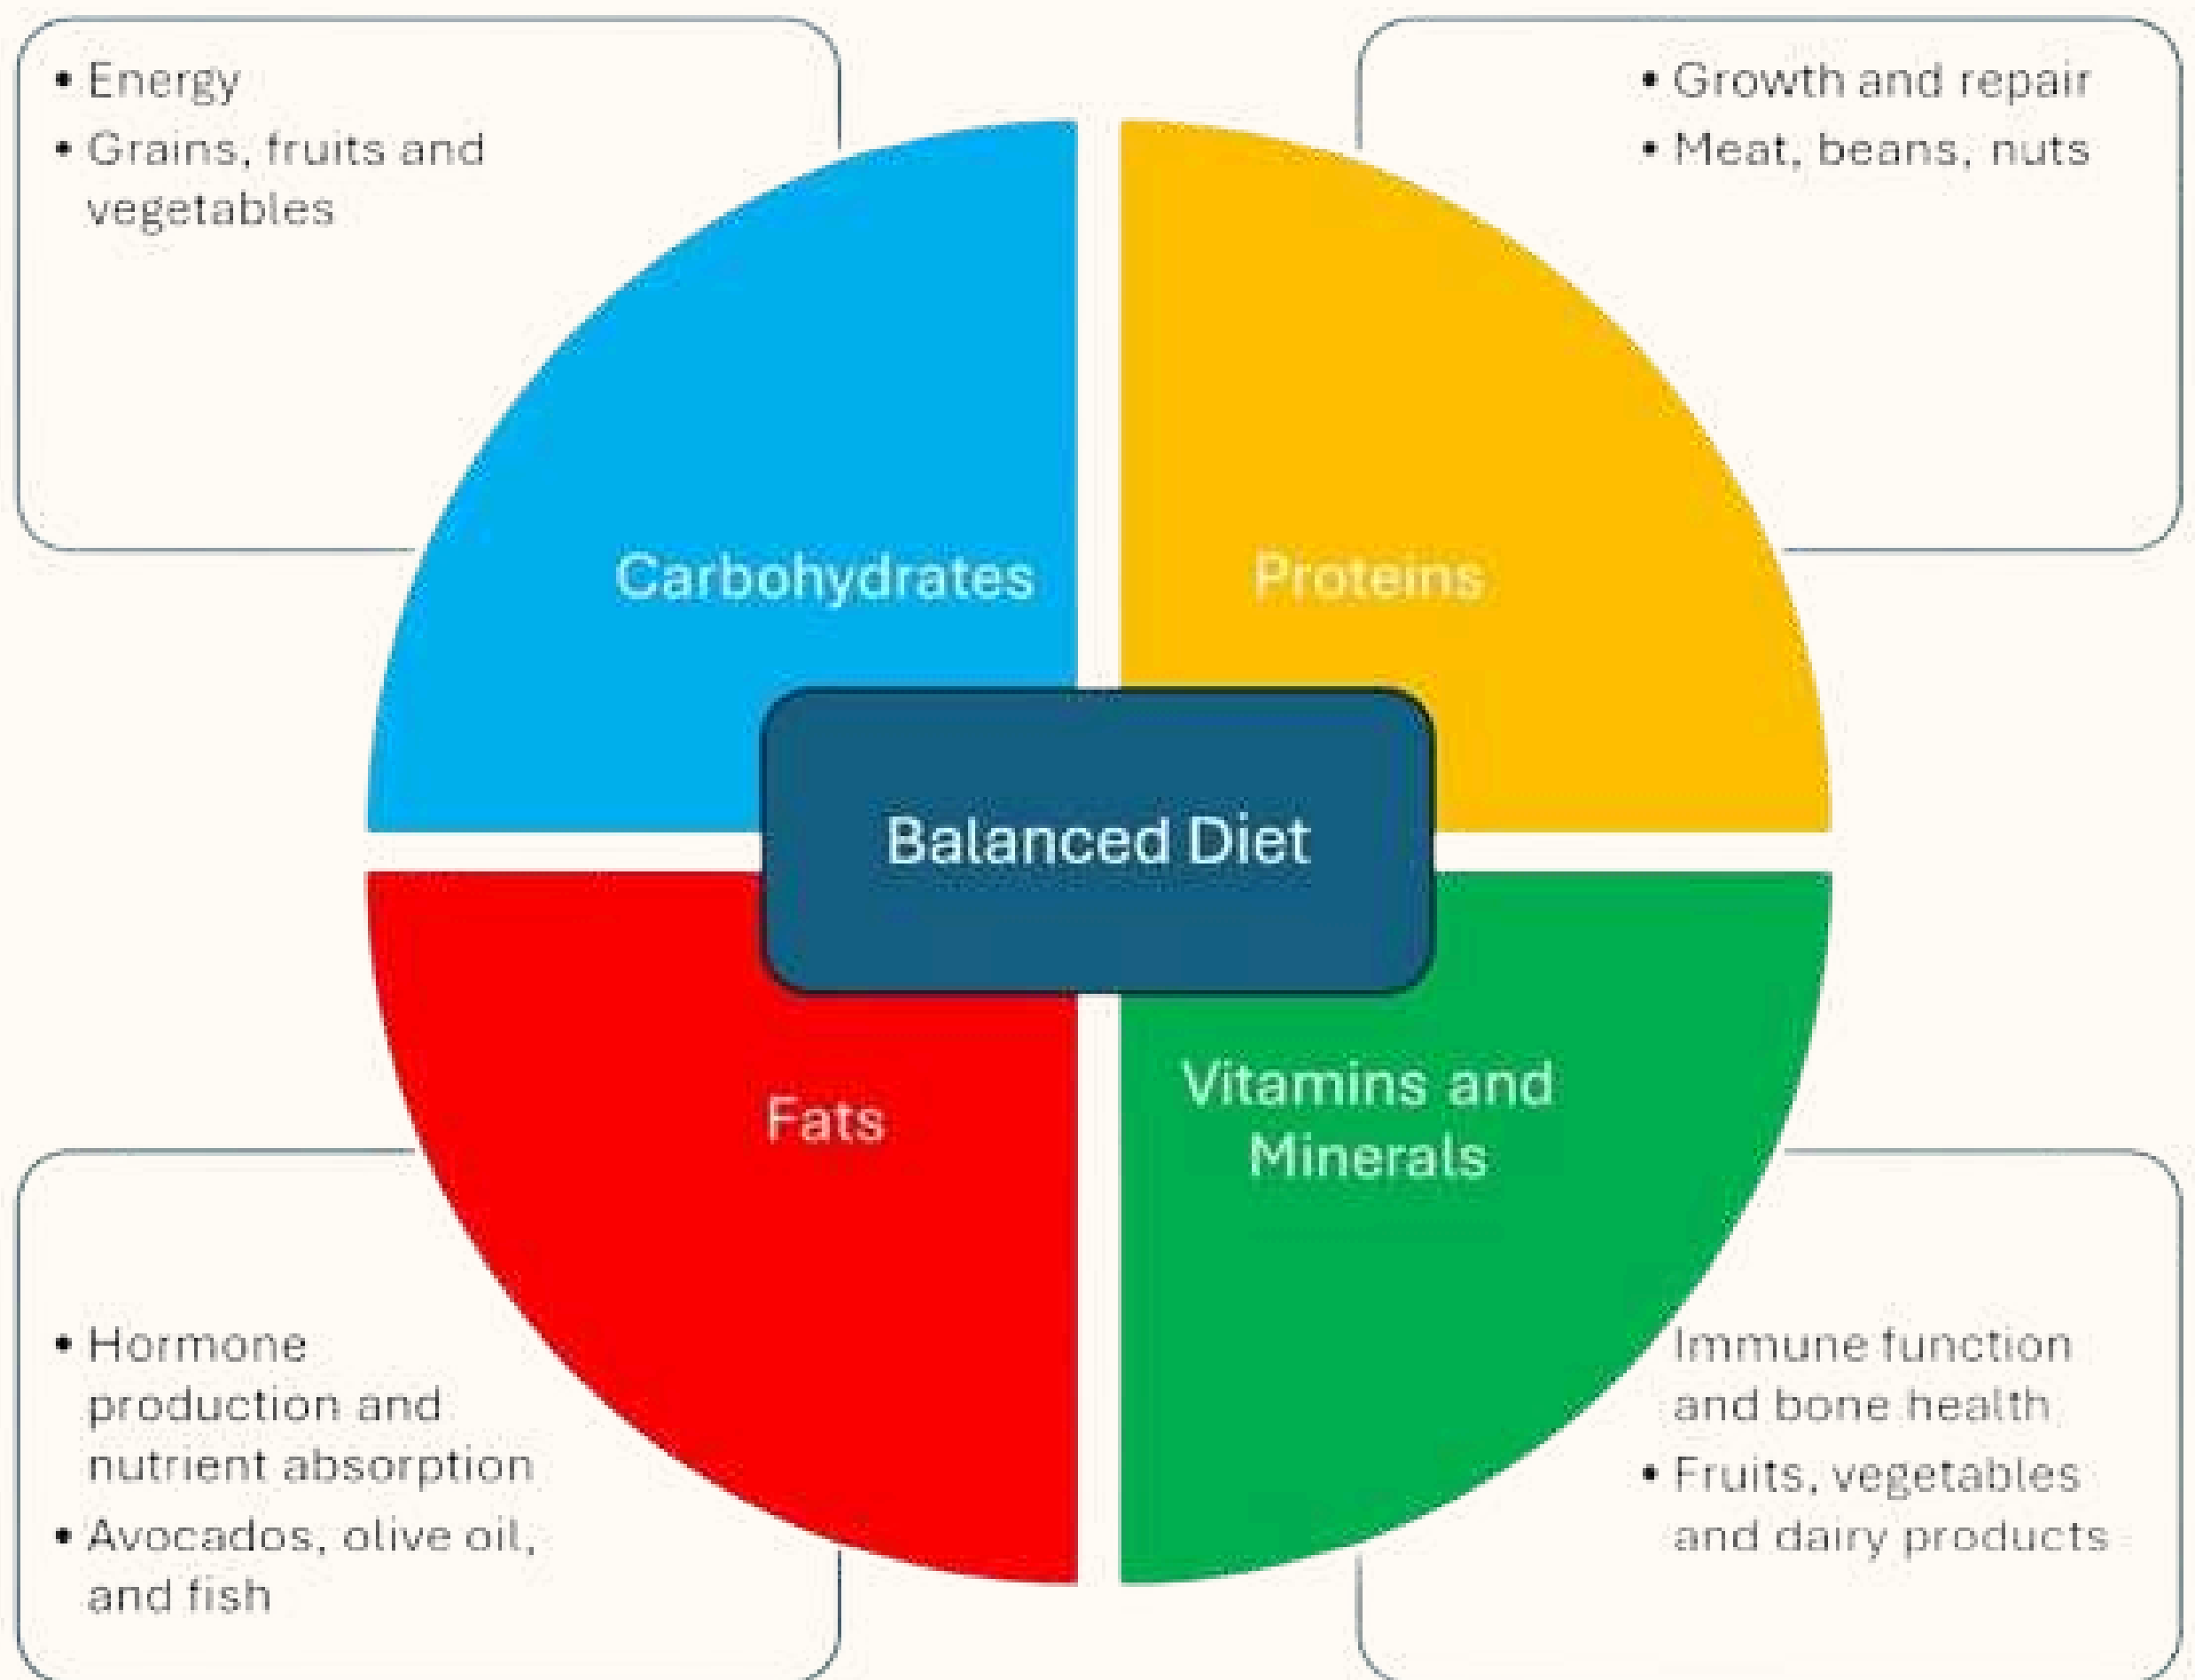 • Energy
• Grains, fruits and
vegetables
• Growth and repair
• Meat, beans, nuts
Carbohydrates
Proteins
Balanced Diet
Fats
Vitamins and
Minerals
• Hormone
production and
nutrient absorption
• Avocados, olive oil,
and fish
Immune function
and bone health
• Fruits, vegetables
and dairy products